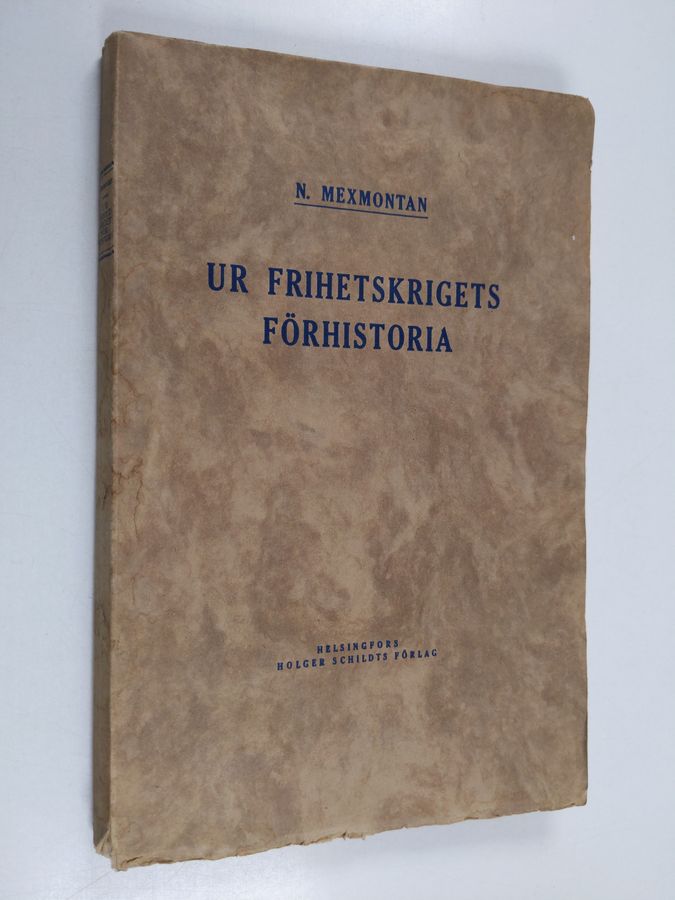 N. MEXMONTAN
UR FRIHETSKRIGETS
FÖRHISTORIA
HELSINGFORS
HOLGER SCHILDTS FÖRLAG